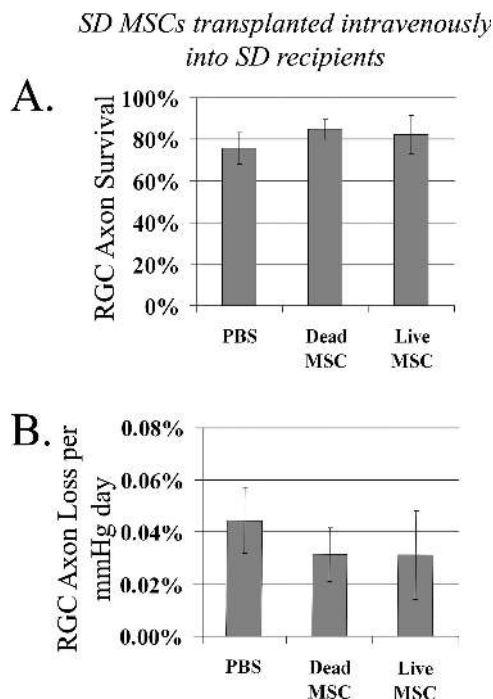 SD MSCs transplanted intravenously
into SD recipients
A.
RGC Axon Survival
100%
80%
60%
40%
20%
0%
PBS
Dead
MSC
Live
MSC
B.
RGC Axon Loss per
mmHg day
0.08%
0.06%
0.04%
0.02%
0.00%
PBS
Dead
MSC
Live
MSC